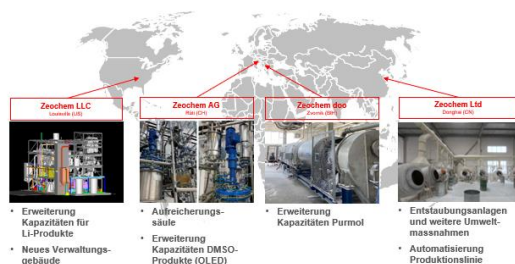 Zeochem LLC
Louisville (US)
Zeochem AG
Rüti (CH)
Zeochem doo
Zvornik (BIH)
Zeochem Ltd
Donghai (CN)
• Erweiterung
Kapazitäten für
Li-Produkte
• Neues Verwaltungs-
gebäude
• Aufreicherungs-
säule
• Erweiterung
Kapazitäten DMSO-
Produkte (OLED)
• Erweiterung
Kapazitäten Purmol
• Entstaubungsanlagen
und weitere Umwelt-
massnahmen
• Automatisierung
Produktionslinie